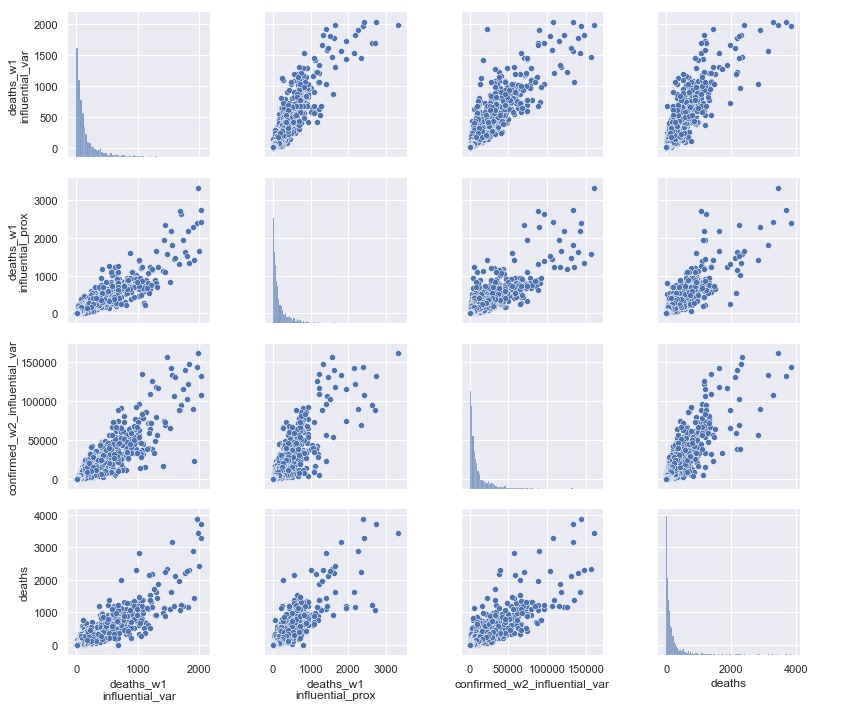 deaths_w1
influential_var
2000
1500
1000
500
0
deaths_w1
influential_prox
3000
2000
1000
0
confirmed_w2_influential_var
150000
100000
50000
0
deaths
4000
3000
2000
1000
0
0 1000 2000
deaths_w1
influential_var
0 1000 2000 3000
deaths_w1
influential_prox
0 50000 100000 150000
confirmed_w2_influential_var
0 2000 4000
deaths